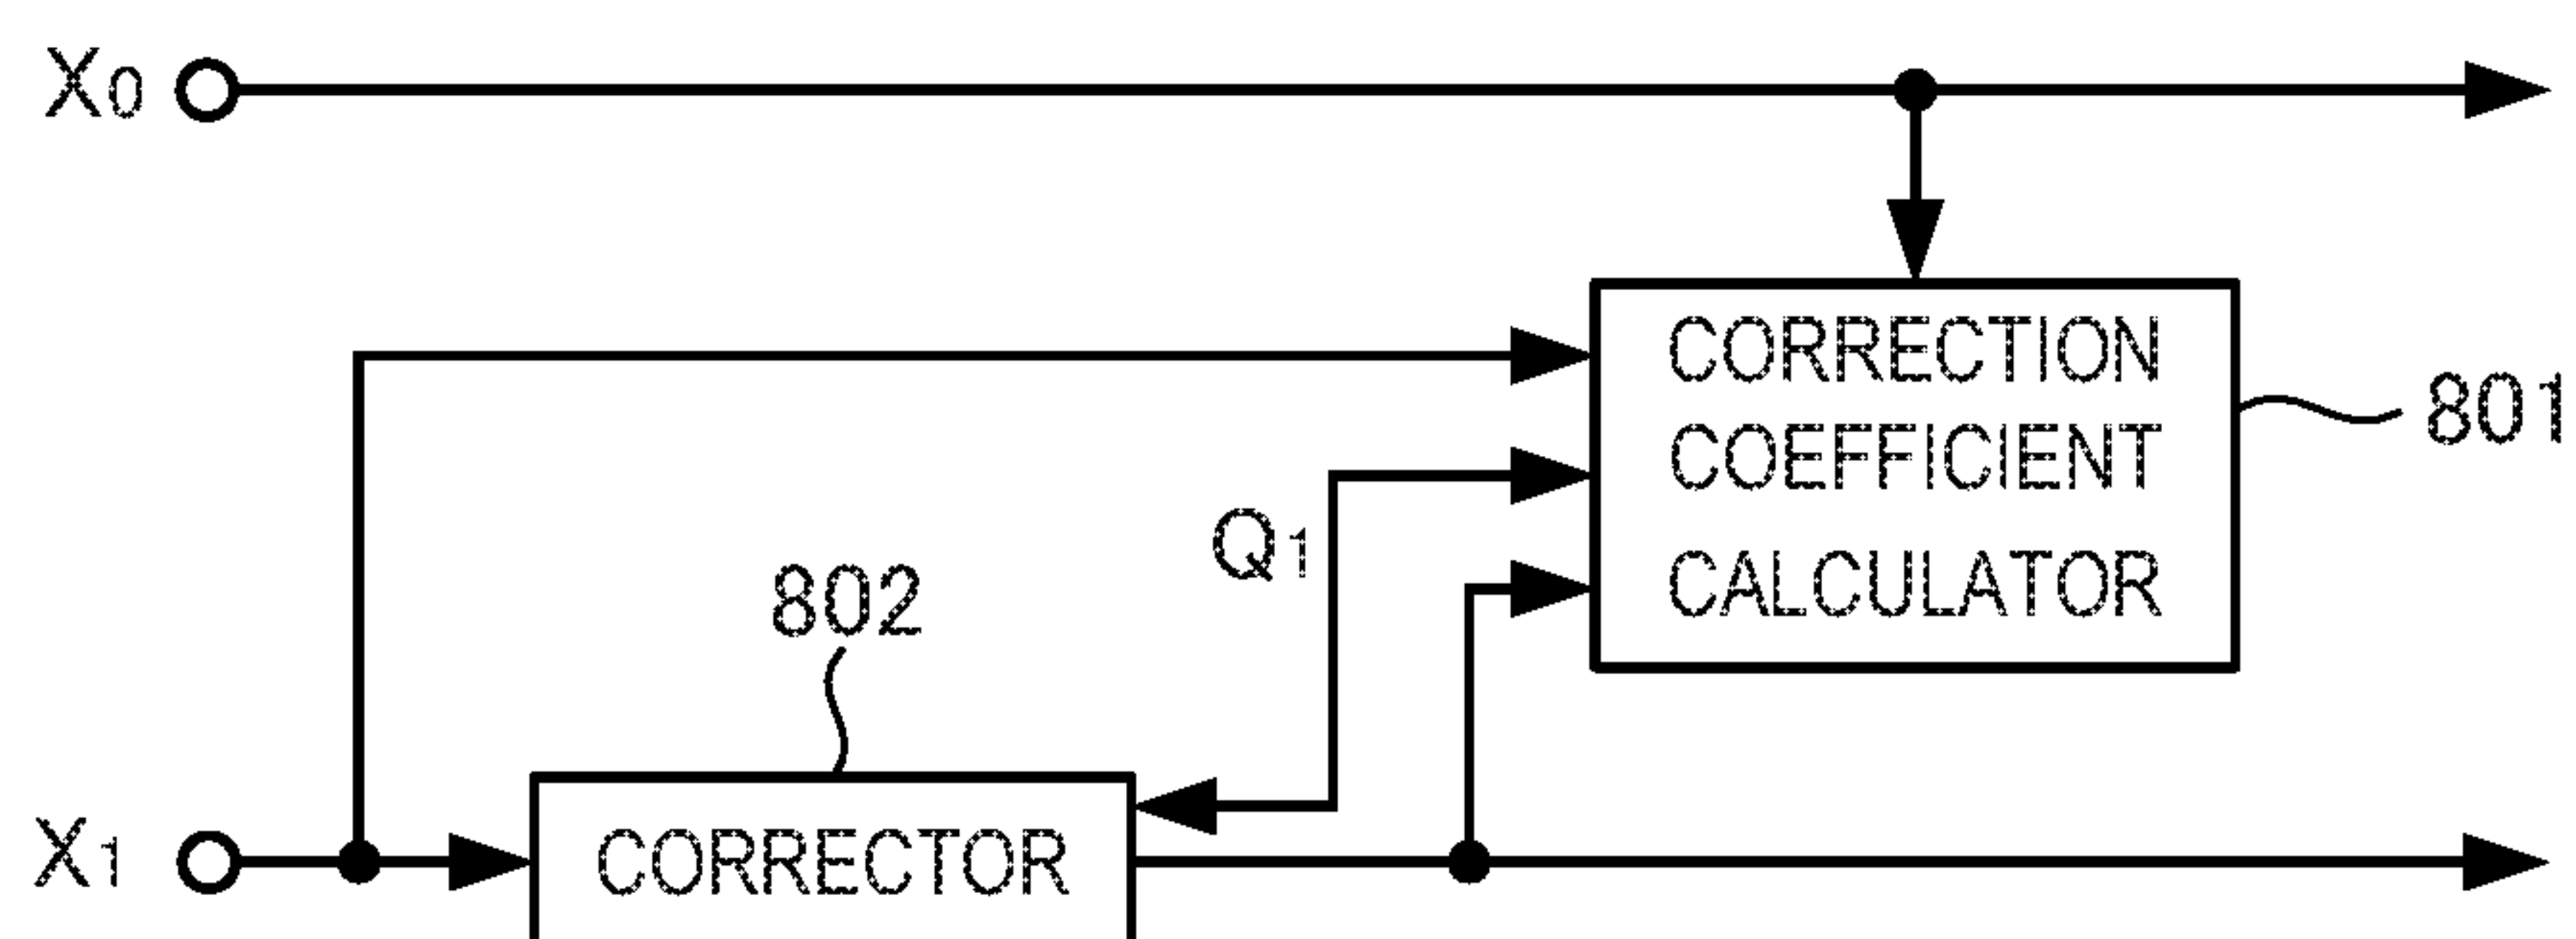 X0
CORRECTION
COEFFICIENT
CALCULATOR
801
Q1
802
X1
CORRECTOR